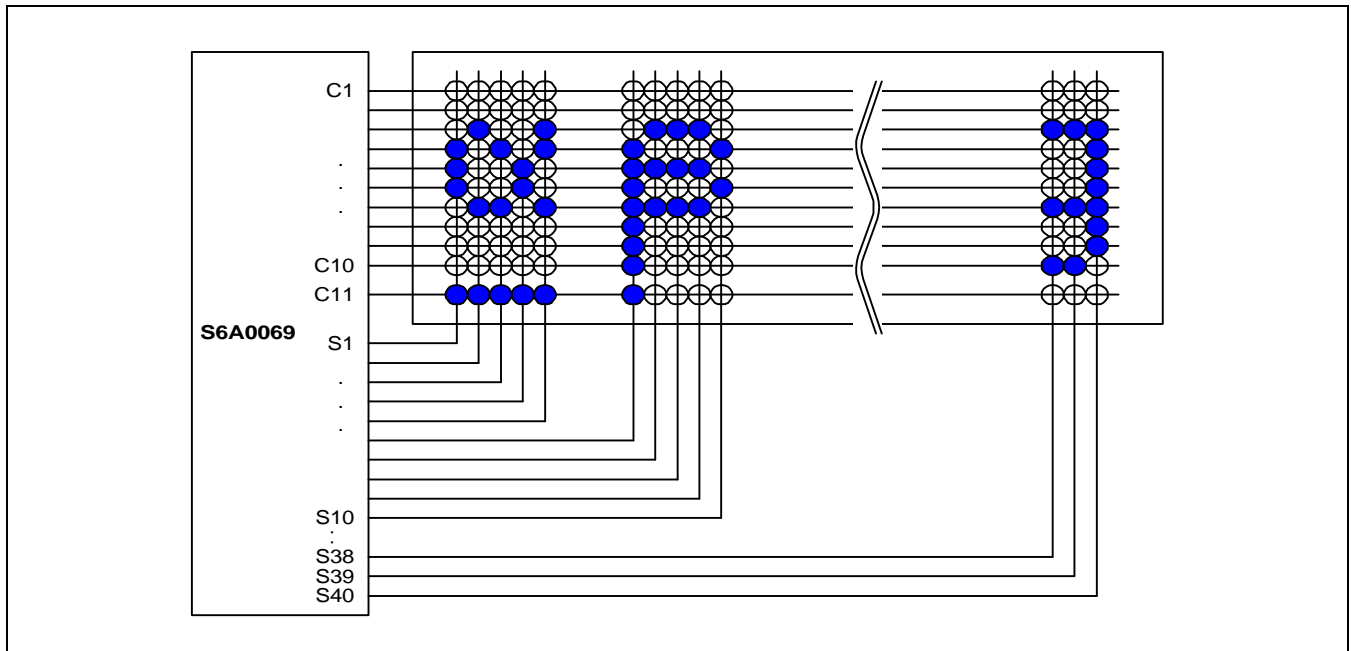 C1
.
.
.
C10
C11
S6A0069
S1
.
.
.
S10
:
S38
S39
S40